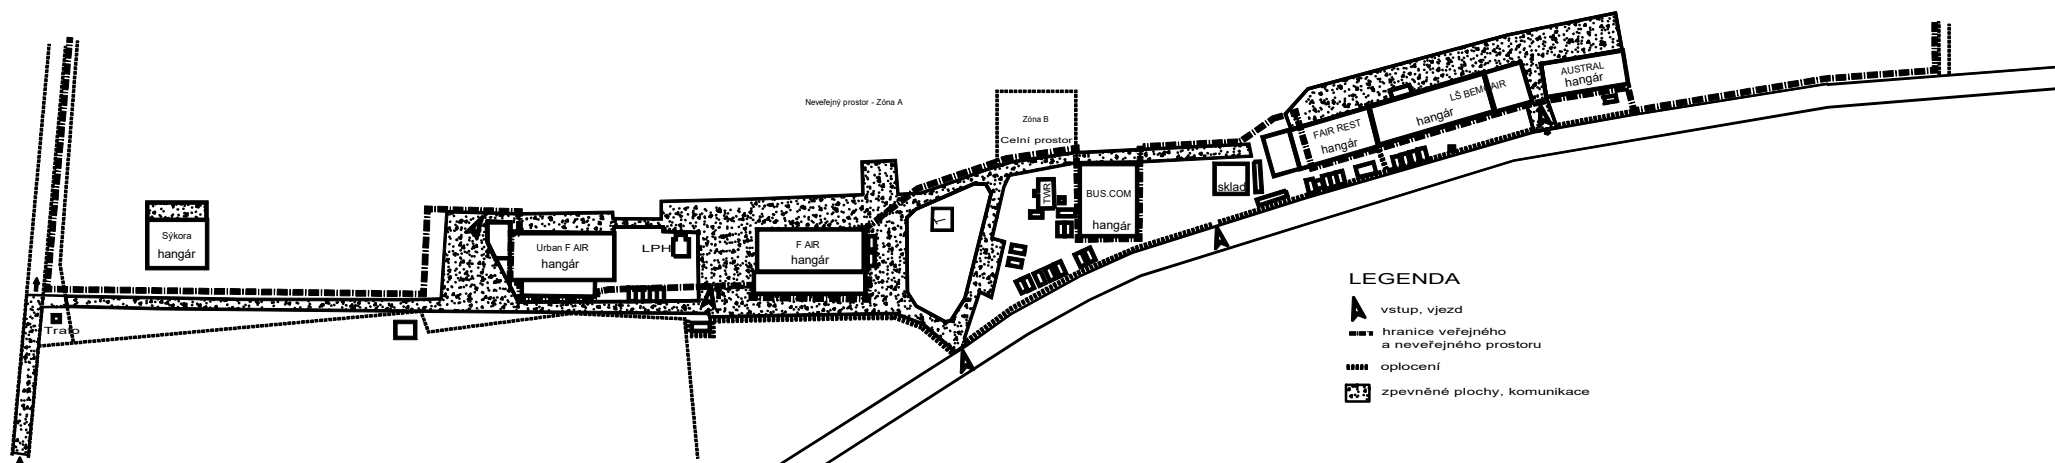 Neveřejný prostor - Zóna A
Zóna B
Celní prostor
AUSTRAL
hangár
LŠ BEMOAIR
hangár
FAIR REST
hangár
sklad
BUS.COM
hangár
TWR
T
F AIR
hangár
LPH
Urban F AIR
hangár
Sýkora
hangár
Trafo
LEGENDA
vstup, vjezd
hranice veřejného
a neveřejného prostoru
oplocení
zpevněné plochy, komunikace